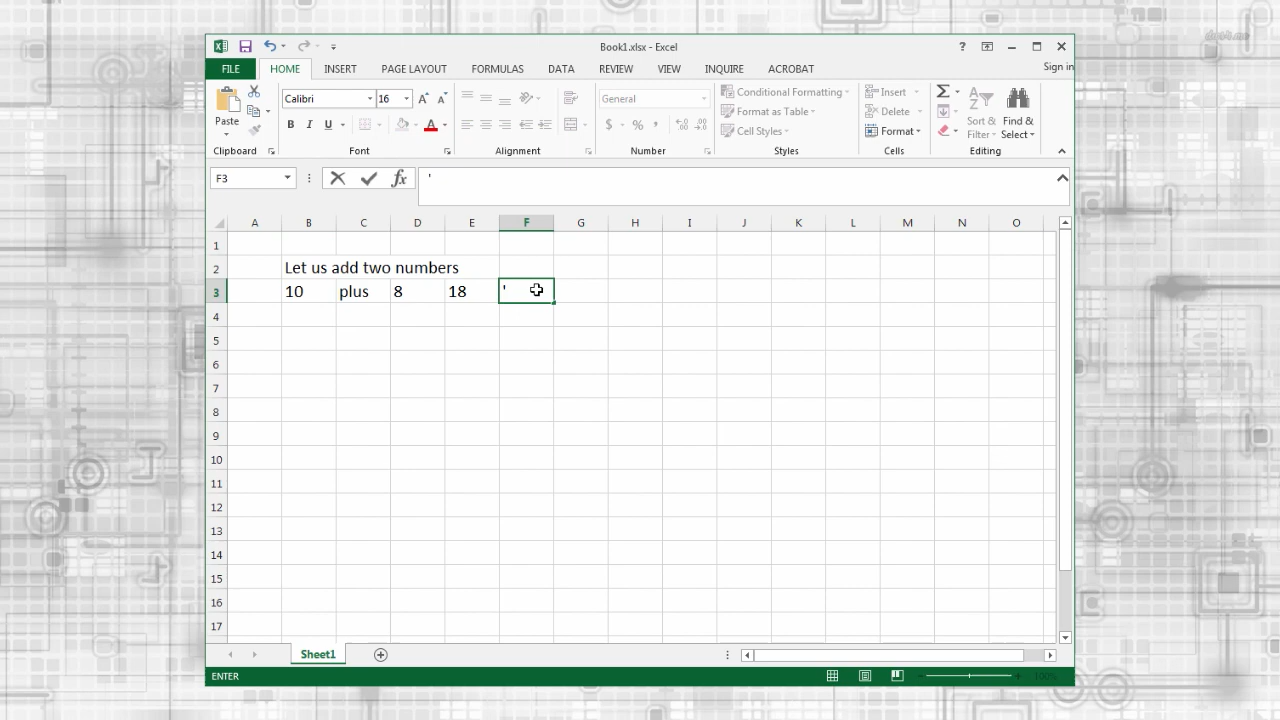 Book1.xlsx - Excel
?
Sign in
FILE HOME INSERT PAGE LAYOUT FORMULAS DATA REVIEW VIEW INQUIRE ACROBAT
Paste
Calibri 16
B I U A
General
$ % ,
Conditional Formatting
Format as Table
Cell Styles
Insert
Delete
Format
Sort & Filter
Find & Select
Clipboard Font Alignment Number Styles Cells Editing
F3 fx '
A B C D E F G H I J K L M N O
1
2 Let us add two numbers
3 10 plus 8 18 '
4
5
6
7
8
9
10
11
12
13
14
15
16
17
Sheet1
ENTER 100%